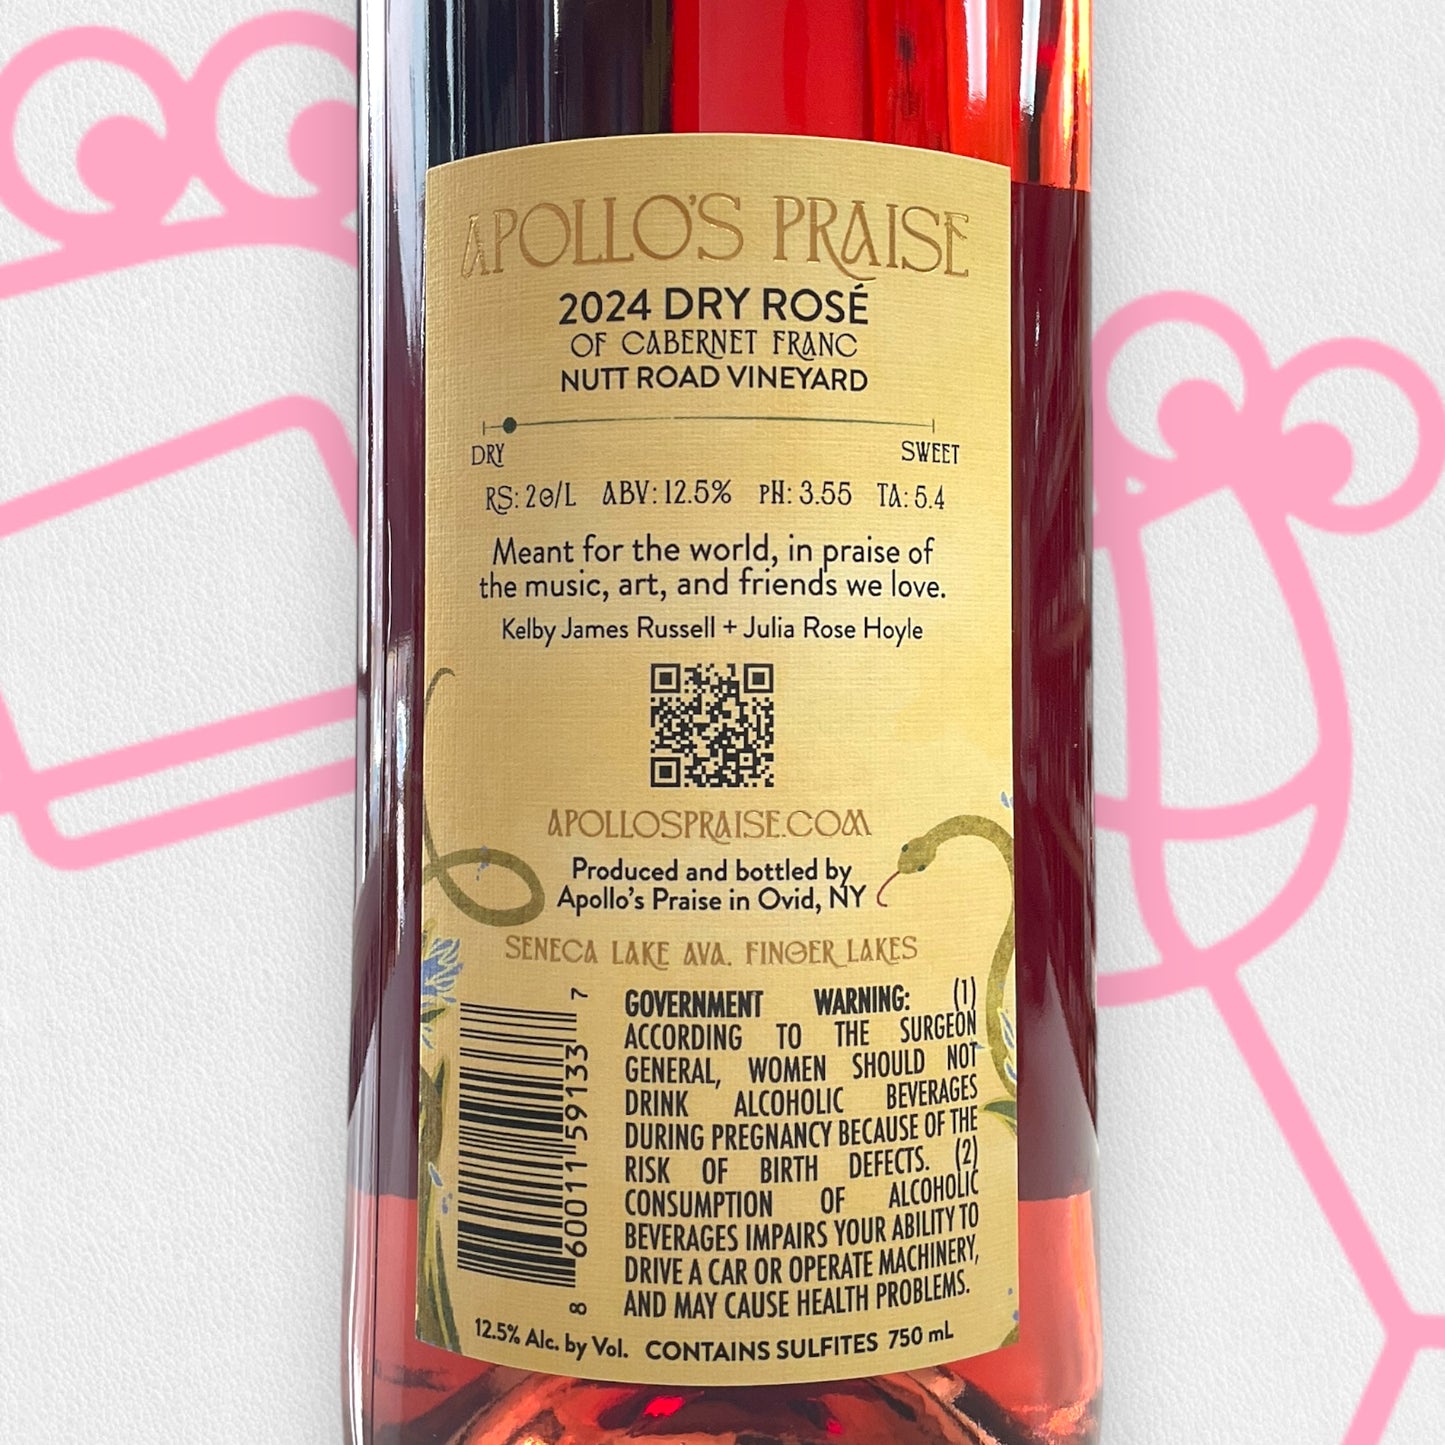 APOLLO'S PRAISE
2024 DRY ROSÉ
OF CABERNET FRANC
NUTT ROAD VINEYARD
DRY SWEET
RS: 2G/L ABV: 12.5% PH: 3.55 TA: 5.4
Meant for the world, in praise of
the music, art, and friends we love.
Kelby James Russell + Julia Rose Hoyle
APOLLOSPRAISE.COM
Produced and bottled by
Apollo's Praise in Ovid, NY
SENECA LAKE AVA. FINGER LAKES
8 60011 59133 7
GOVERNMENT WARNING: (1)
ACCORDING TO THE SURGEON
GENERAL, WOMEN SHOULD NOT
DRINK ALCOHOLIC BEVERAGES
DURING PREGNANCY BECAUSE OF THE
RISK OF BIRTH DEFECTS. (2)
CONSUMPTION OF ALCOHOLIC
BEVERAGES IMPAIRS YOUR ABILITY TO
DRIVE A CAR OR OPERATE MACHINERY,
AND MAY CAUSE HEALTH PROBLEMS.
12.5% Alc. by Vol. CONTAINS SULFITES 750 mL